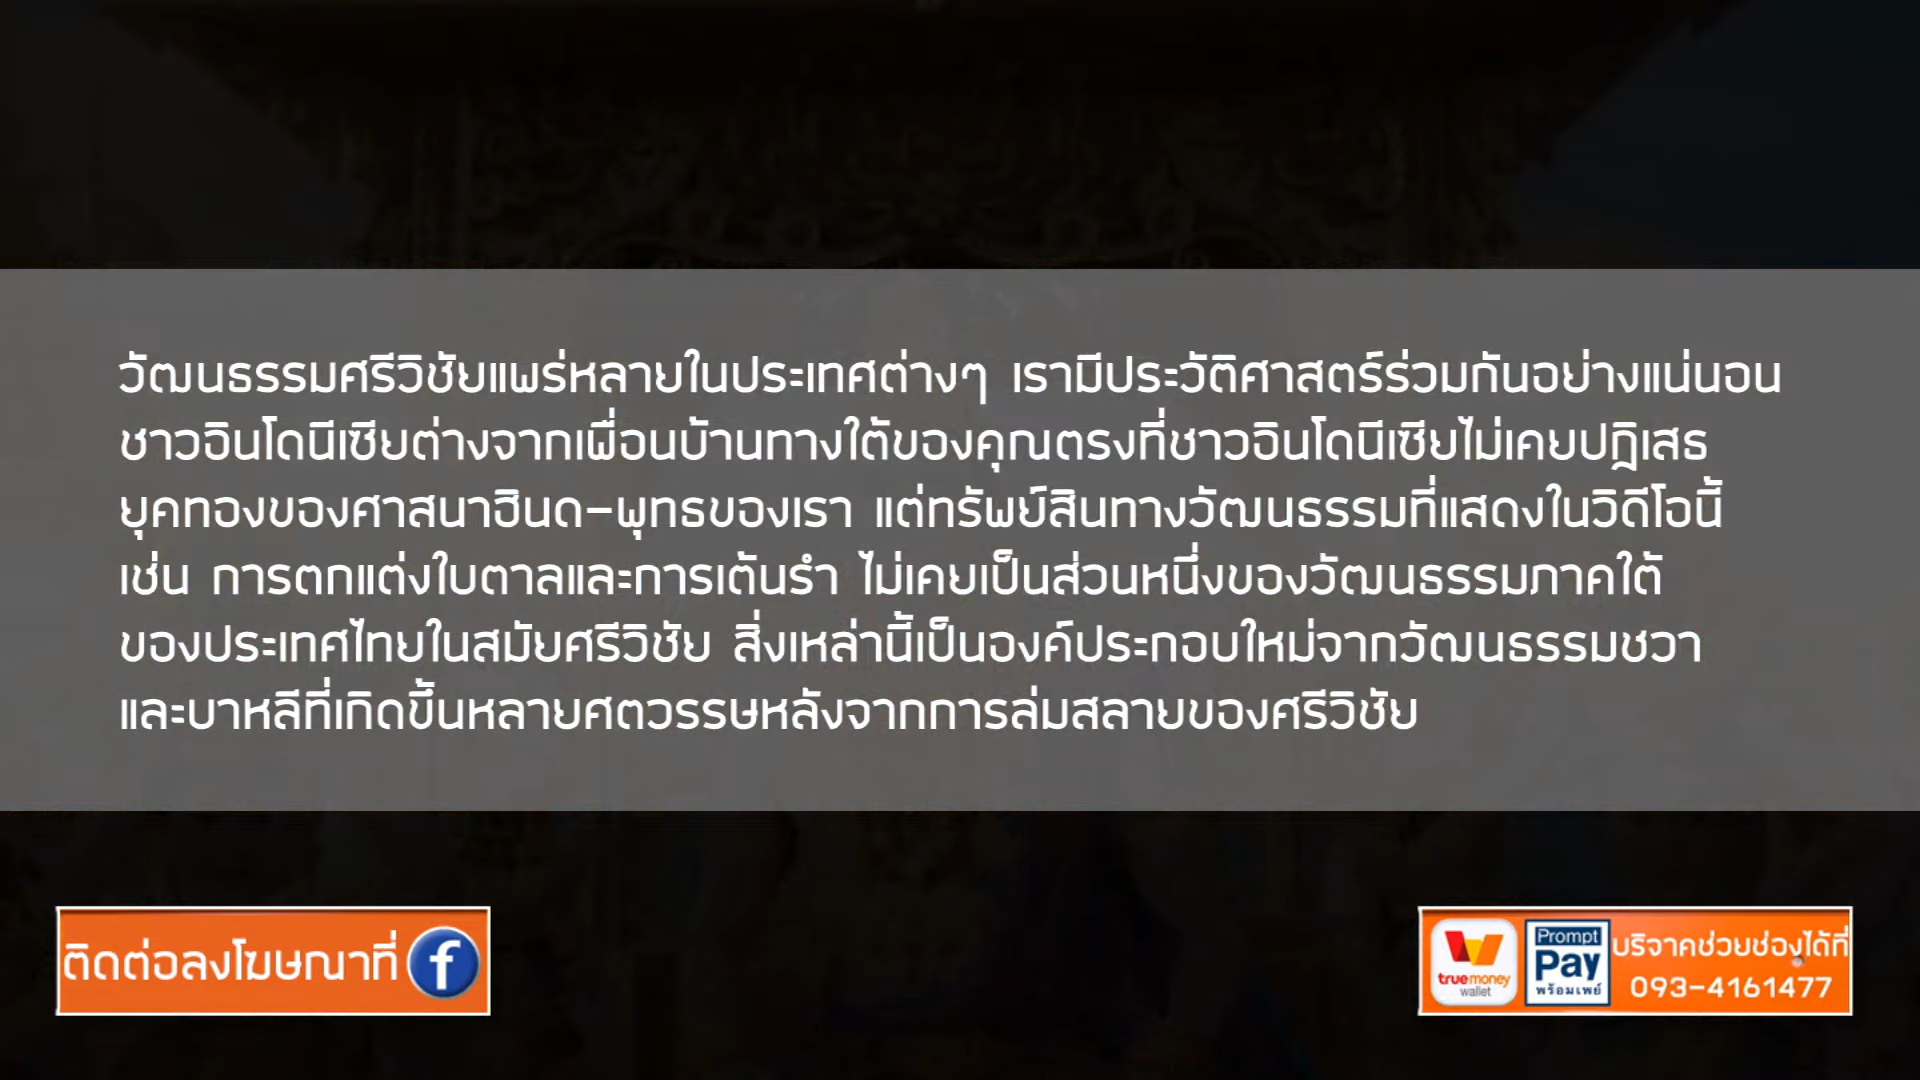 วัฒนธรรมศรีวิชัยแพร่หลายในประเทศต่างๆ เรามีประวัติศาสตร์ร่วมกันอย่างแน่นอน
ชาวอินโดนีเซียต่างจากเพื่อนบ้านทางใต้ของคุณตรงที่ชาวอินโดนีเซียไม่เคยปฏิเสธ
ยุคทองของศาสนาฮินด-พุทธของเรา แต่ทรัพย์สินทางวัฒนธรรมที่แสดงในวิดีโอนี้
เช่น การตกแต่งใบตาลและการเต้นรำ ไม่เคยเป็นส่วนหนึ่งของวัฒนธรรมภาคใต้
ของประเทศไทยในสมัยศรีวิชัย สิ่งเหล่านี้เป็นองค์ประกอบใหม่จากวัฒนธรรมชวา
และบาหลีที่เกิดขึ้นหลายศตวรรษหลังจากการล่มสลายของศรีวิชัย
ติดต่อลงโฆษณาที่ f
truemoney
wallet
Prompt
Pay
พร้อมเพย์
บริจาคช่วยช่องได้ที่
093-4161477